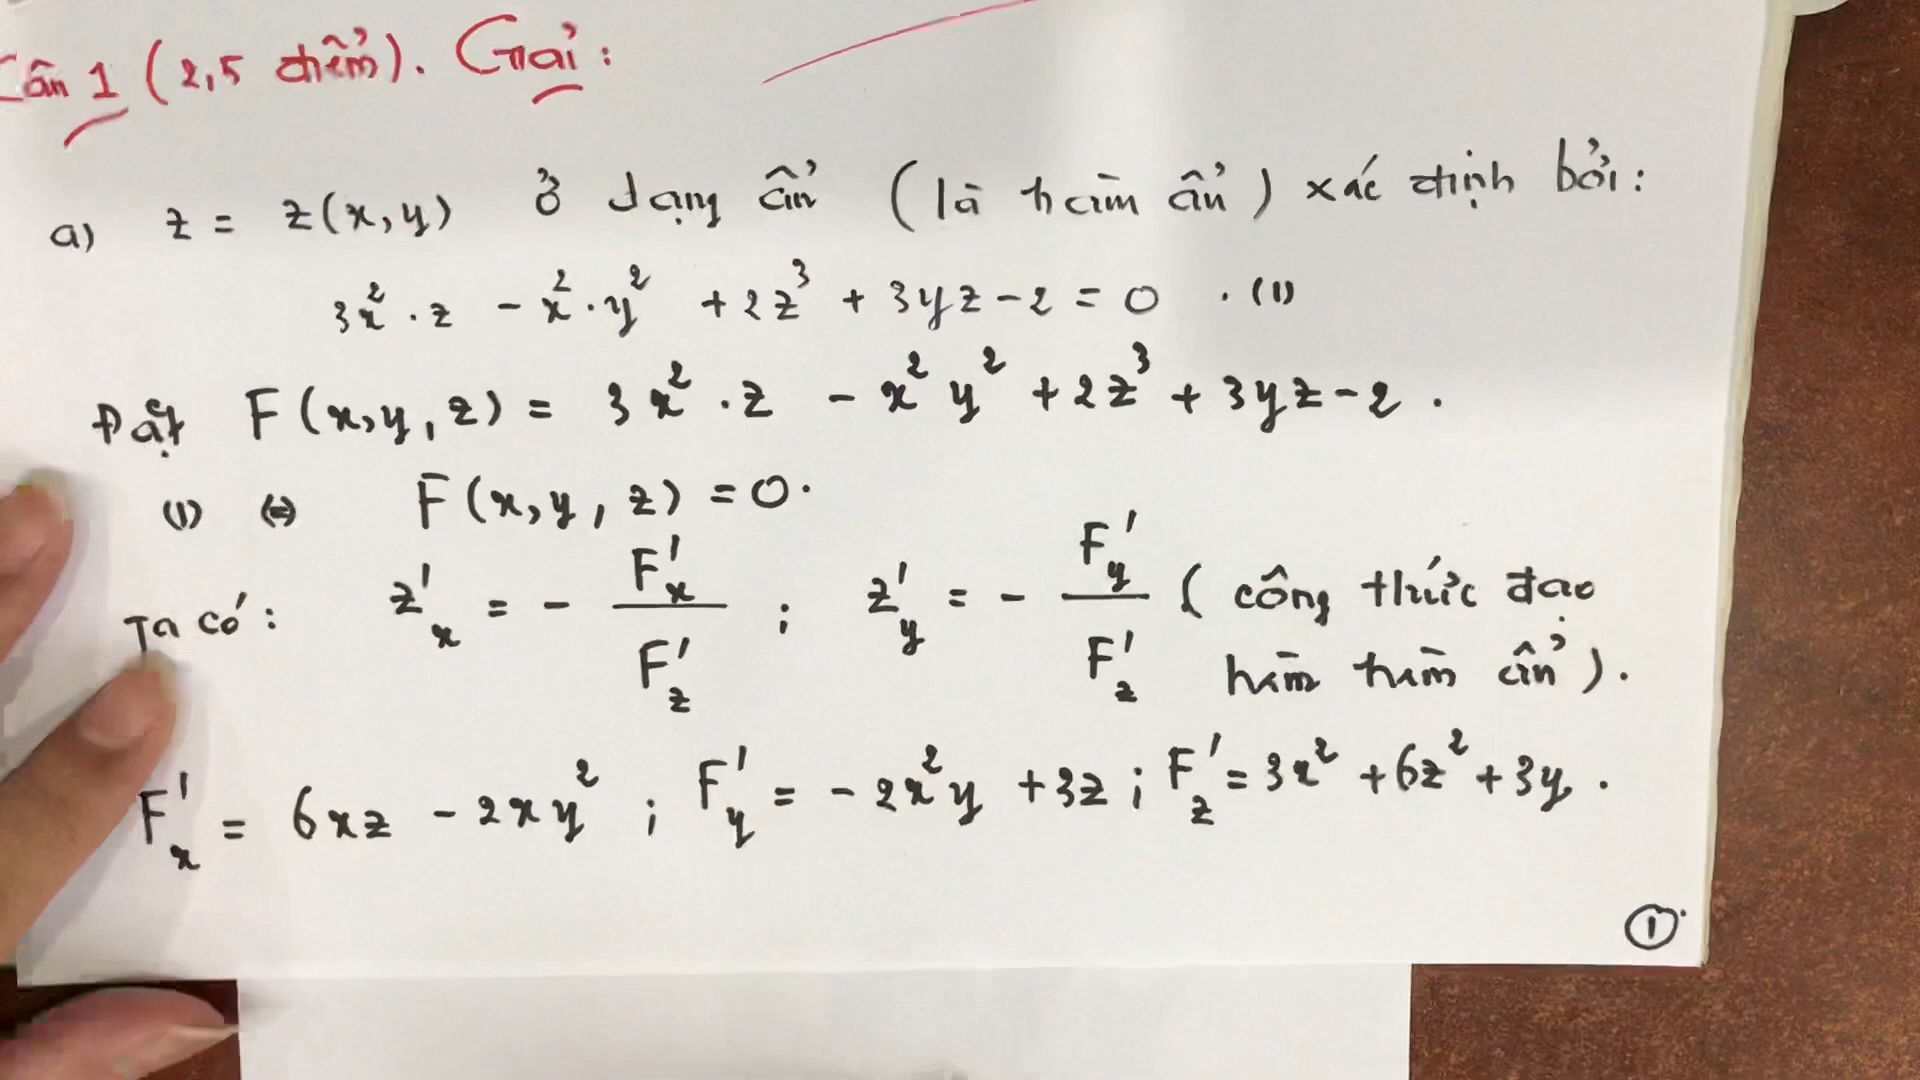 Câu 1 (2,5 điểm). Giải:
a) z = z(x,y) ở dạng ẩn (là hàm ẩn) xác định bởi:
3x².z - x².y² + 2z³ + 3yz - 2 = 0 . (1)
Đặt F(x,y,z) = 3x².z - x²y² + 2z³ + 3yz - 2 .
(1) ⇔ F(x,y,z) = 0.
Ta có: z'x = - F'x / F'z ; z'y = - F'y / F'z ( công thức đạo
hàm hàm ẩn ).
F'x = 6xz - 2xy² ; F'y = - 2x²y + 3z ; F'z = 3x² + 6z² + 3y .
1